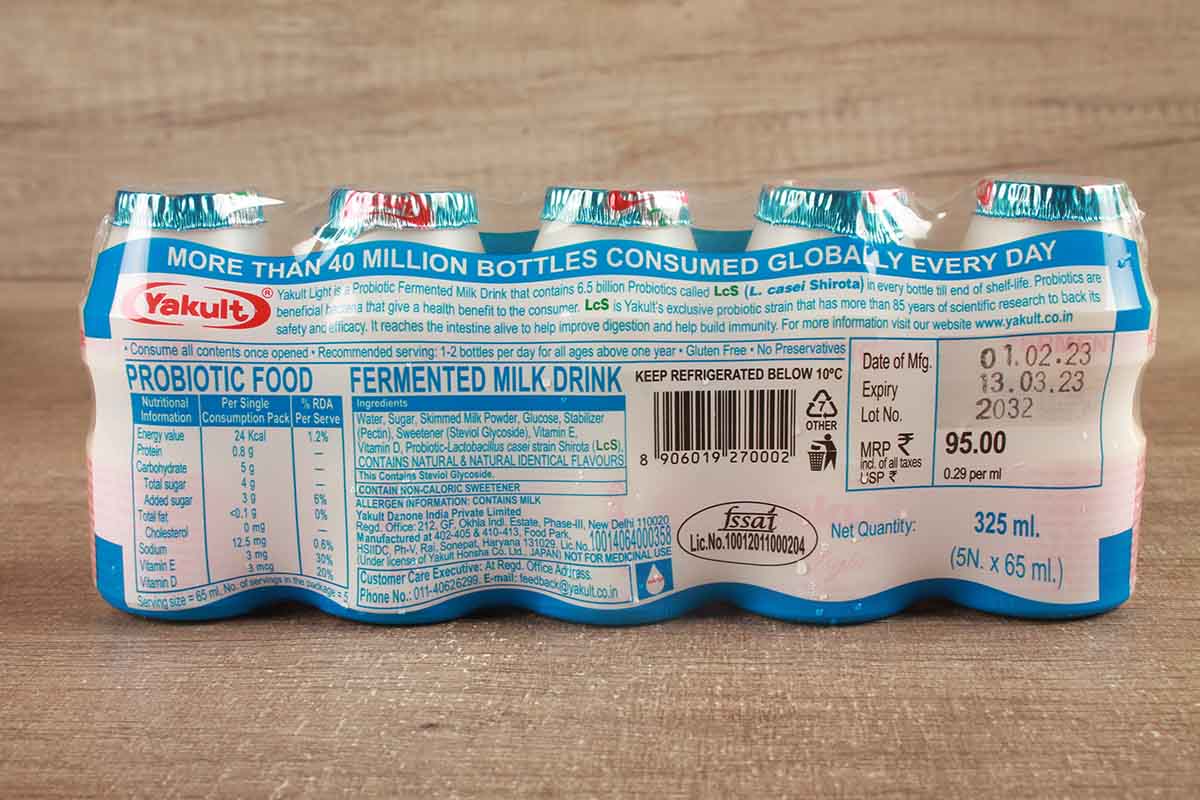 MORE THAN 40 MILLION BOTTLES CONSUMED GLOBALLY EVERY DAY
Yakult®
Yakult Light is a Probiotic Fermented Milk Drink that contains 6.5 billion Probiotics called LcS (L. casei Shirota) in every bottle till end of shelf-life. Probiotics are
beneficial bacteria that give a health benefit to the consumer. LcS is Yakult's exclusive probiotic strain that has more than 85 years of scientific research to back its
safety and efficacy. It reaches the intestine alive to help improve digestion and help build immunity. For more information visit our website www.yakult.co.in
• Consume all contents once opened • Recommended serving: 1-2 bottles per day for all ages above one year • Gluten Free • No Preservatives
PROBIOTIC FOOD
Nutritional Information Per Single Consumption Pack % RDA Per Serve
Energy value 24 Kcal 1.2%
Protein 0.8 g —
Carbohydrate 5 g —
Total sugar 4 g —
Added sugar 3 g 6%
Total fat <0.1 g 0%
Cholesterol 0 mg —
Sodium 12.5 mg 0.6%
Vitamin E 3 mg 30%
Vitamin D 3 mcg 20%
Serving size = 65 ml, No. of servings in the package = 5
FERMENTED MILK DRINK
Ingredients
Water, Sugar, Skimmed Milk Powder, Glucose, Stabilizer
(Pectin), Sweetener (Steviol Glycoside), Vitamin E,
Vitamin D, Probiotic-Lactobacillus casei strain Shirota (LcS)
CONTAINS NATURAL & NATURAL IDENTICAL FLAVOURS
This Contains Steviol Glycoside.
CONTAIN NON-CALORIC SWEETENER
ALLERGEN INFORMATION: CONTAINS MILK
Yakult Danone India Private Limited
Regd. Office: 212, GF, Okhla Indl. Estate, Phase-III, New Delhi 110020
Manufactured at 402-405 & 410-413, Food Park,
HSIIDC, Ph-V, Rai, Sonepat, Haryana 131029. Lic.No. 10014064000358
(Under license of Yakult Honsha Co. Ltd., JAPAN) NOT FOR MEDICINAL USE
Customer Care Executive: At Regd. Office Address.
Phone No.: 011-40626299. E-mail: feedback@yakult.co.in
KEEP REFRIGERATED BELOW 10ºC
8 906019 270002
7
OTHER
fssai
Lic.No.10012011000204
Date of Mfg. 01.02.23
Expiry 13.03.23
Lot No. 2032
MRP ₹ 95.00
incl. of all taxes
USP ₹ 0.29 per ml
Net Quantity: 325 ml.
(5N. x 65 ml.)